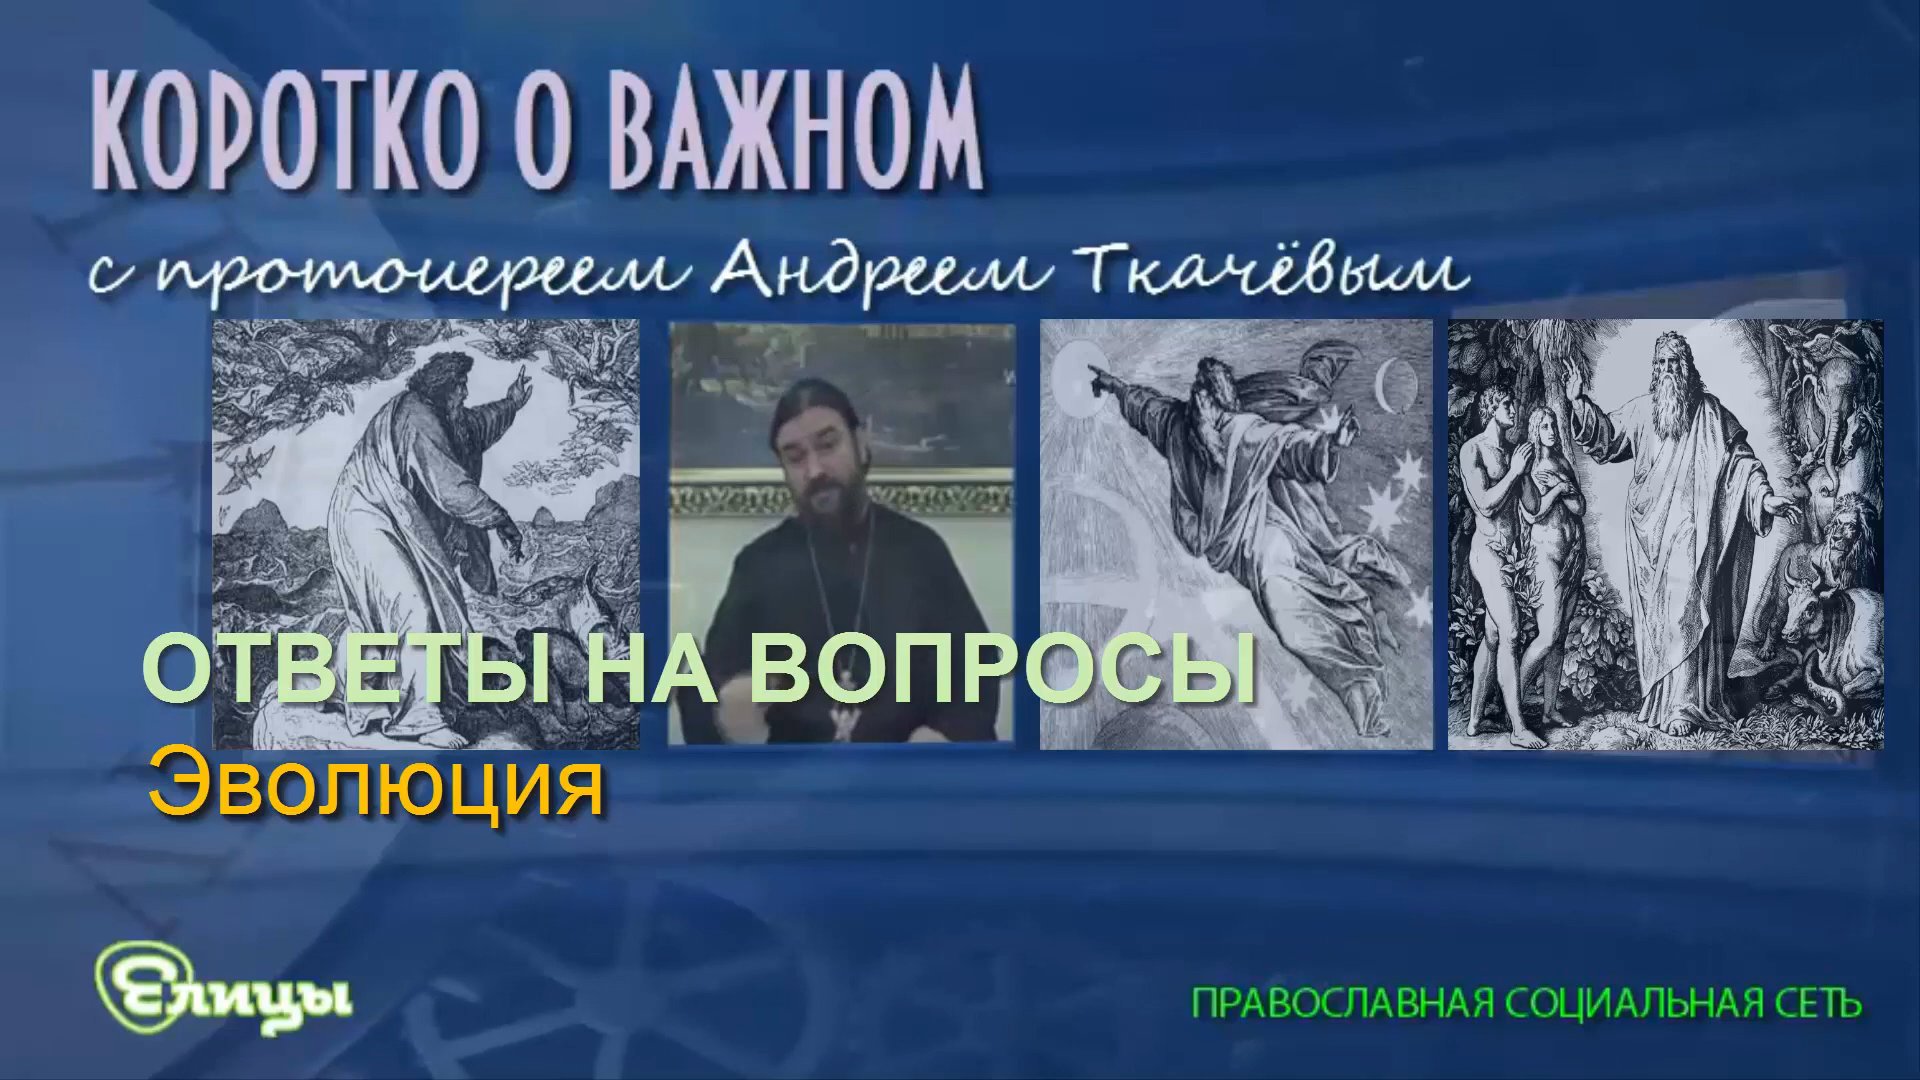 КОРОТКО О ВАЖНОМ
с протоиереем Андреем Ткачёвым
ОТВЕТЫ НА ВОПРОСЫ
Эволюция
Елицы
ПРАВОСЛАВНАЯ СОЦИАЛЬНАЯ СЕТЬ